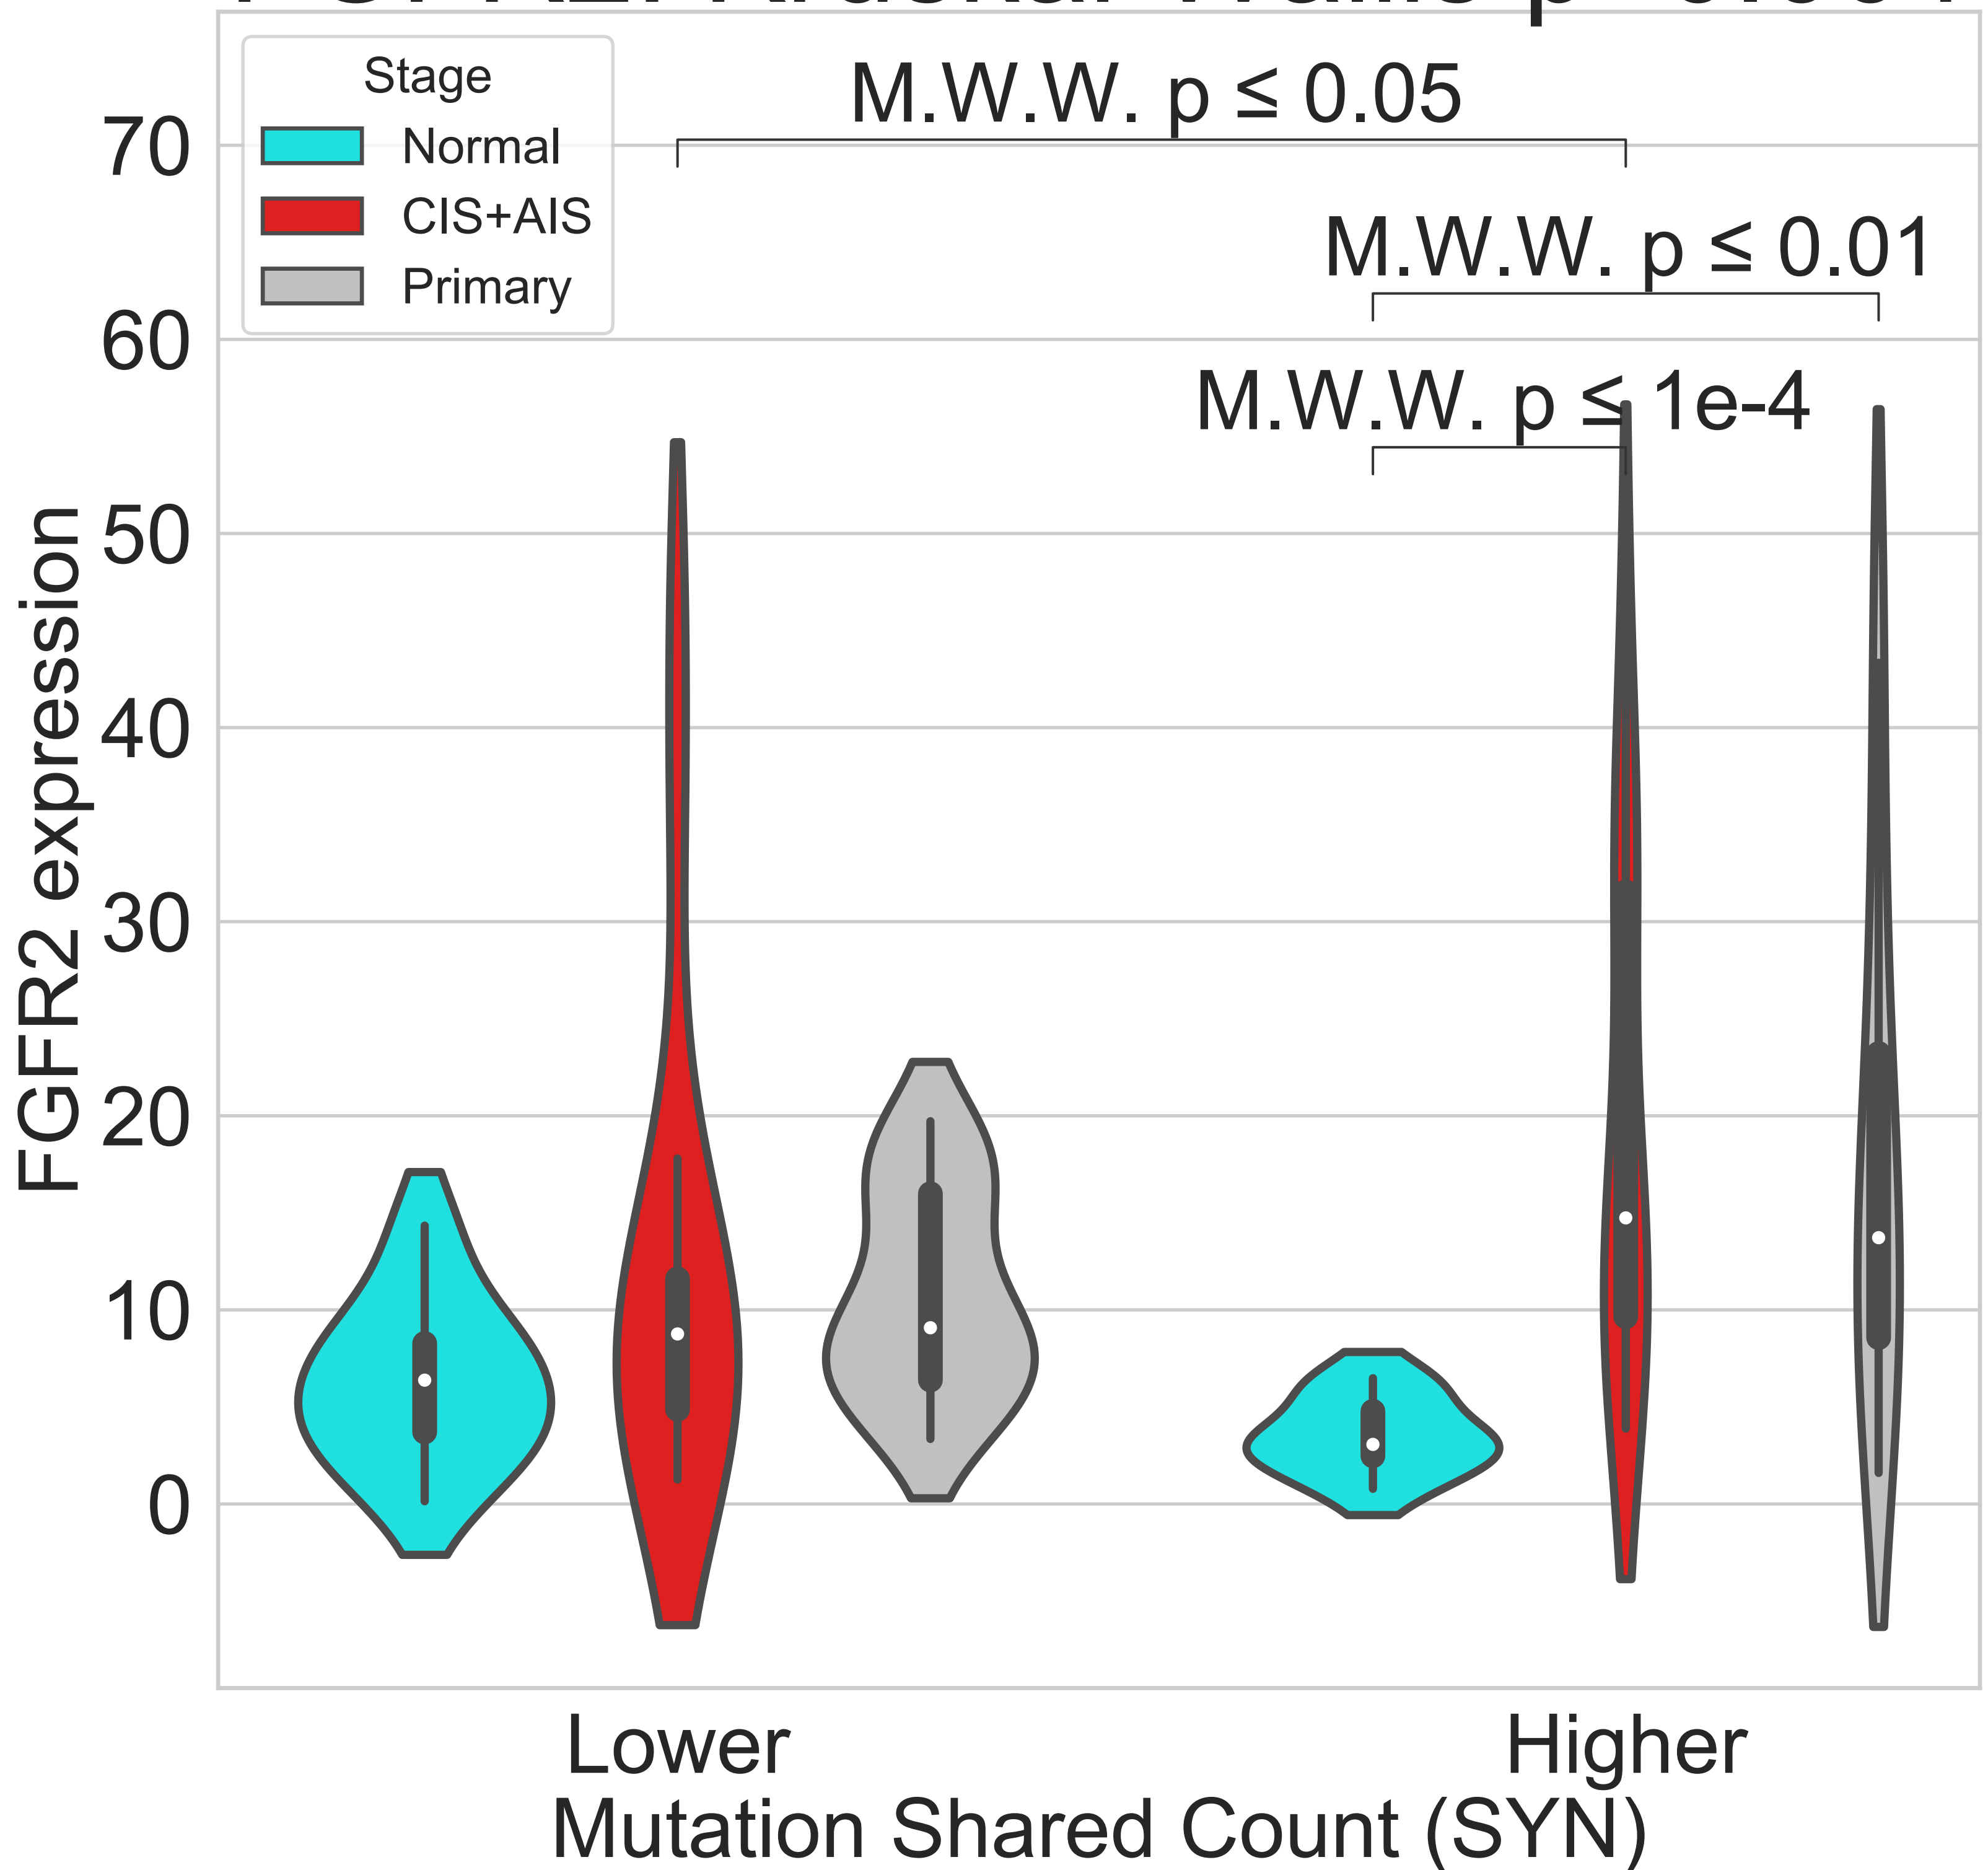 Stage
Normal
CIS+AIS
Primary
M.W.W. p ≤ 0.05
M.W.W. p ≤ 0.01
M.W.W. p ≤ 1e-4
70
60
50
40
30
20
10
0
FGFR2 expression
Lower
Higher
Mutation Shared Count (SYN)